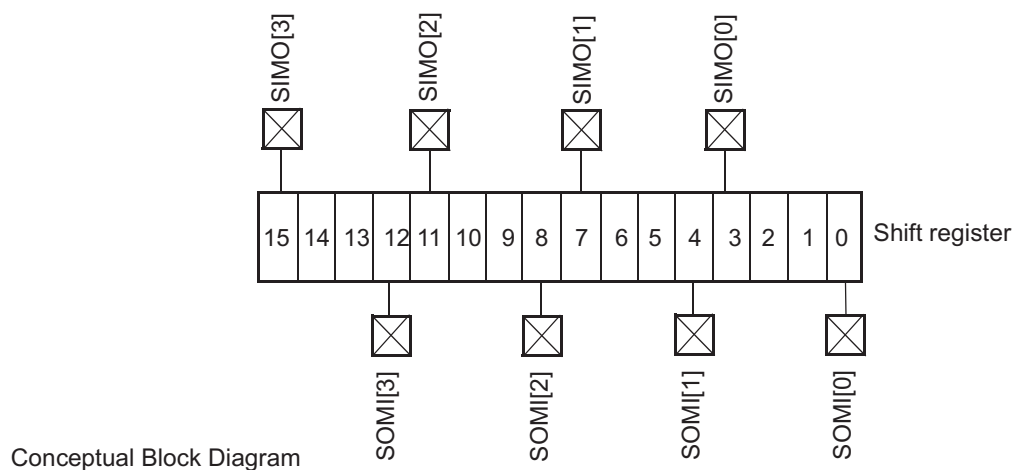 SIMO[3] SIMO[2] SIMO[1] SIMO[0]
15 14 13 12 11 10 9 8 7 6 5 4 3 2 1 0 Shift register
SOMI[3] SOMI[2] SOMI[1] SOMI[0]
Conceptual Block Diagram